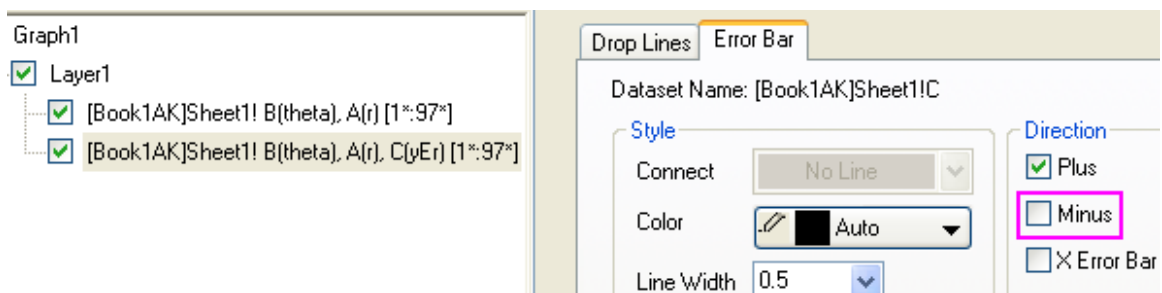 Graph1
Layer1
[Book1AK]Sheet1! B(theta), A(r) [1*:97*]
[Book1AK]Sheet1! B(theta), A(r), C(yEr) [1*:97*]
Drop Lines
Error Bar
Dataset Name: [Book1AK]Sheet1!C
Style
Connect No Line
Color Auto
Line Width 0.5
Direction
Plus
Minus
X Error Bar